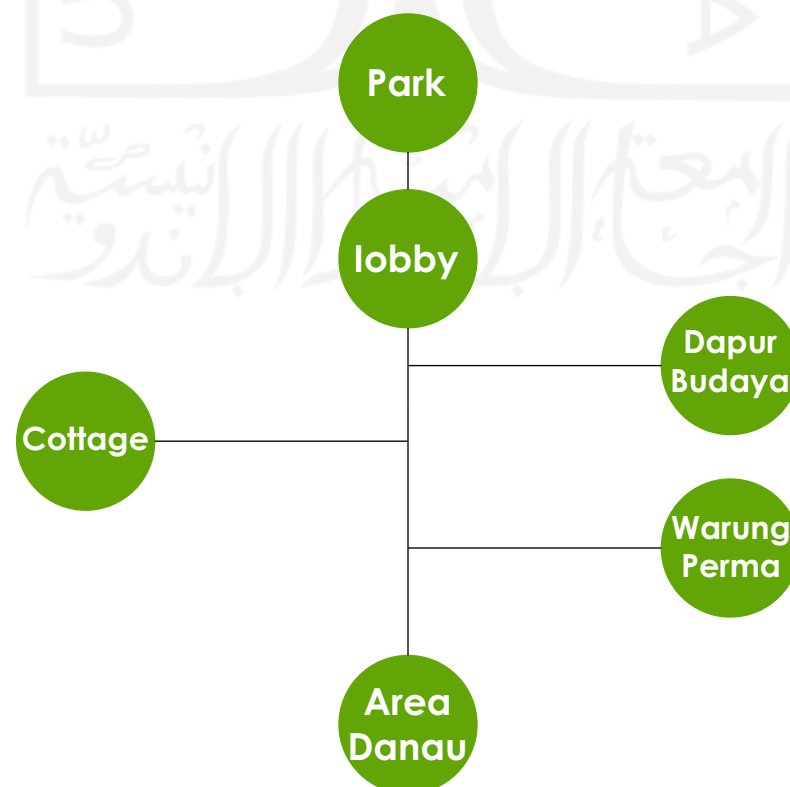 Park
lobby
Dapur
Budaya
Cottage
Warung
Perma
Area
Danau